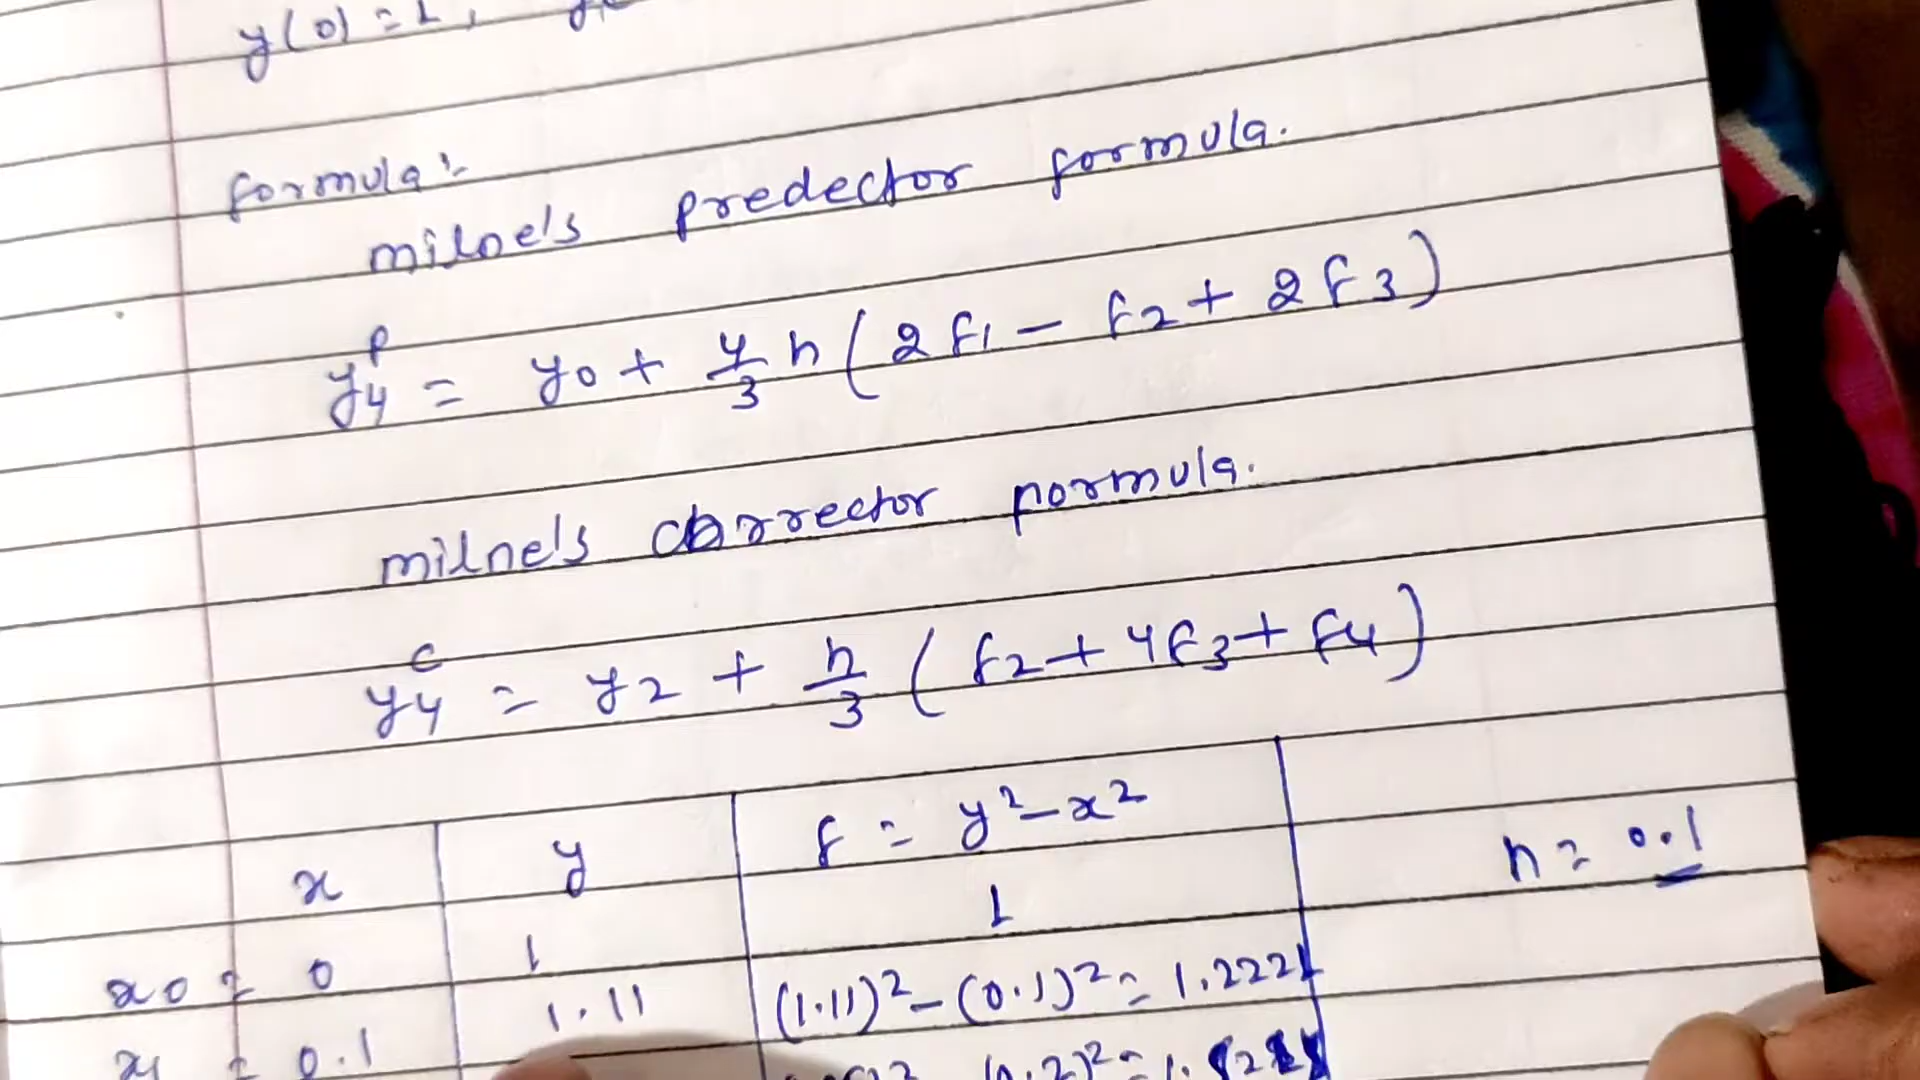 y(0) = 1,
formula:-
milne's predector formula.
y4^p = y0 + 4/3 h (2f1 - f2 + 2f3)
milne's corrector formula.
y4^c = y2 + h/3 (f2 + 4f3 + f4)
x y f = y² - x² h = 0.1
x0 = 0 1 1
x1 = 0.1 1.11 (1.11)² - (0.1)² = 1.2221